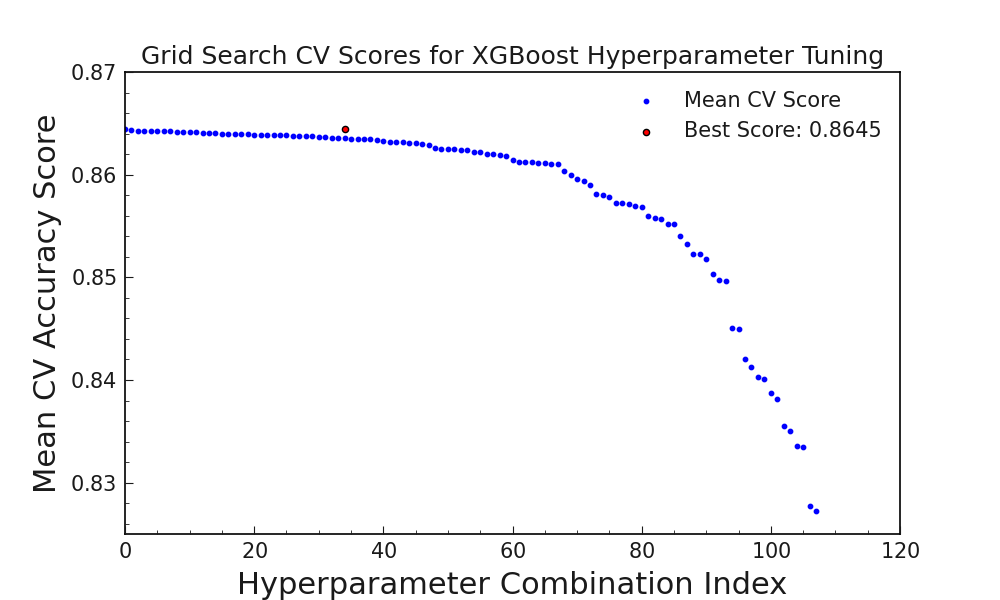 Grid Search CV Scores for XGBoost Hyperparameter Tuning
0.87
0.86
0.85
0.84
0.83
Mean CV Accuracy Score
Mean CV Score
Best Score: 0.8645
0 20 40 60 80 100 120
Hyperparameter Combination Index